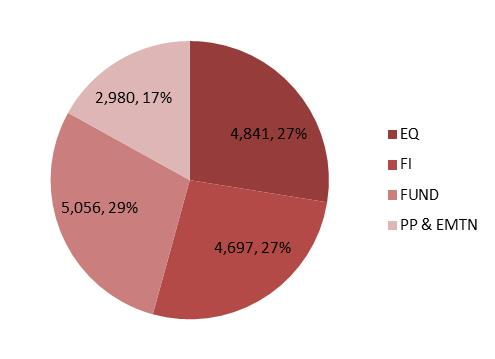 2,980, 17%
4,841, 27%
5,056, 29%
4,697, 27%
EQ
FI
FUND
PP & EMTN